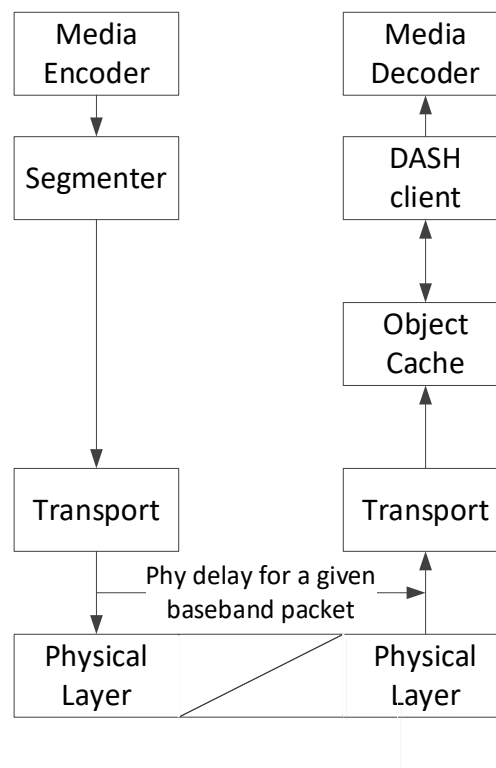 Media
Encoder
Media
Decoder
Segmenter
DASH
client
Object
Cache
Transport
Transport
Phy delay for a given
baseband packet
Physical
Layer
Physical
Layer